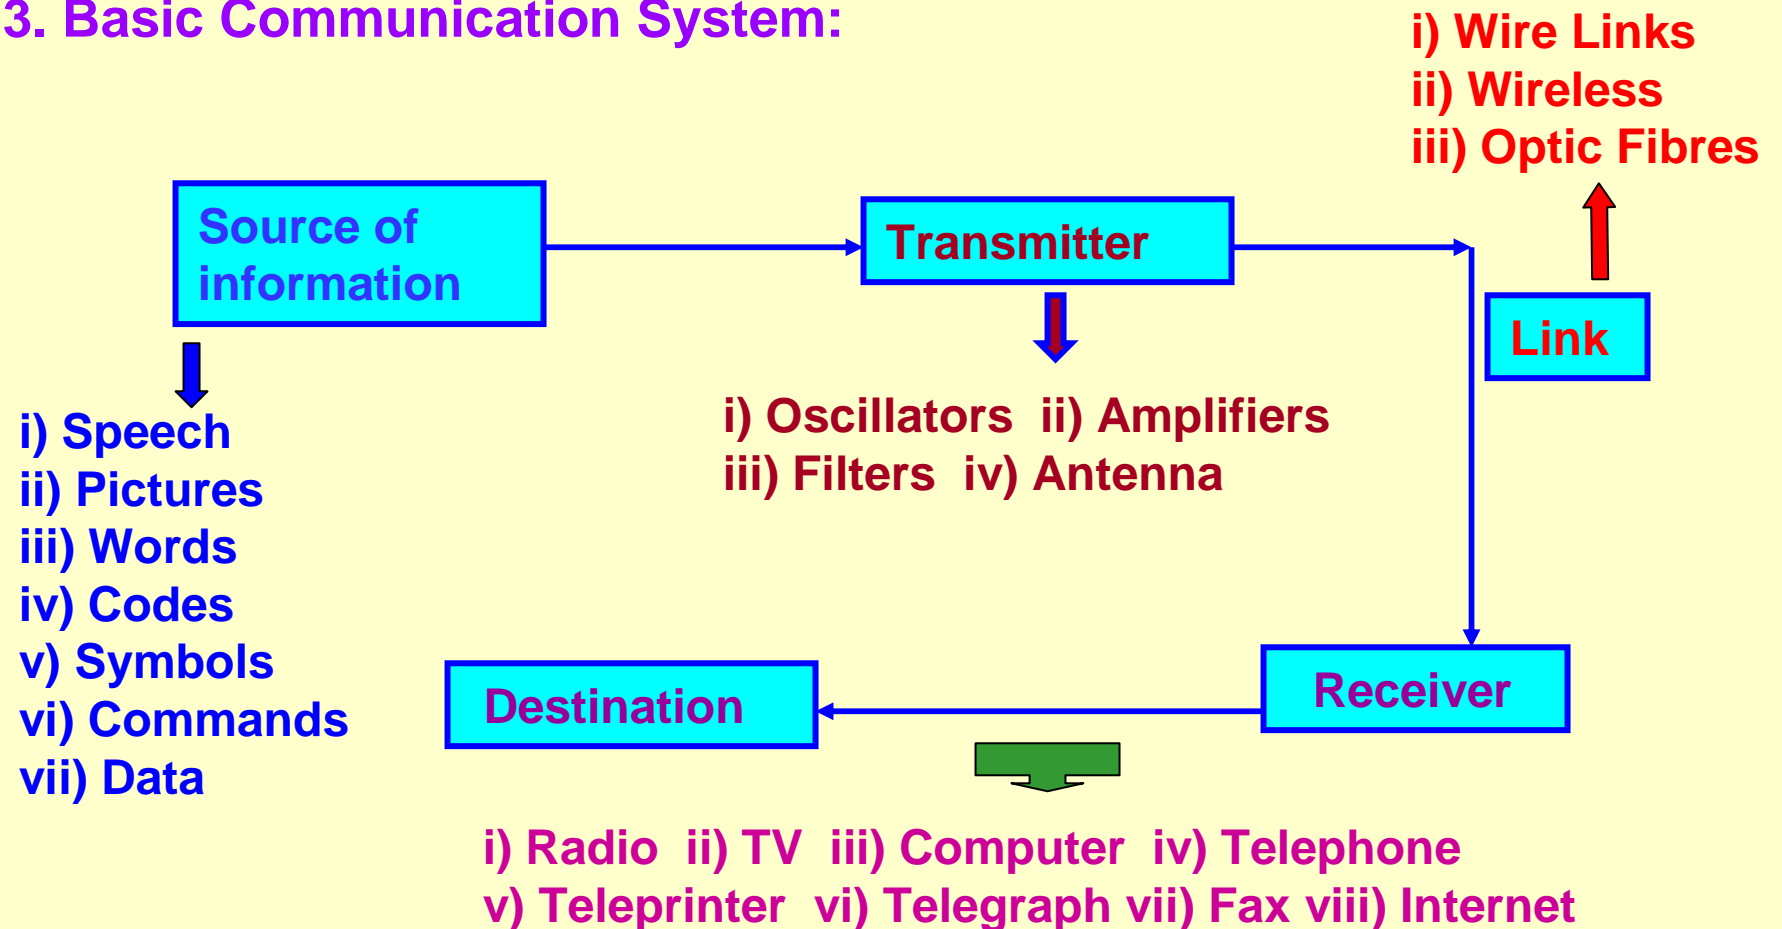 3. Basic Communication System:
i) Wire Links
ii) Wireless
iii) Optic Fibres
Source of
information
Transmitter
Link
i) Speech
ii) Pictures
iii) Words
iv) Codes
v) Symbols
vi) Commands
vii) Data
i) Oscillators ii) Amplifiers
iii) Filters iv) Antenna
Receiver
Destination
i) Radio ii) TV iii) Computer iv) Telephone
v) Teleprinter vi) Telegraph vii) Fax viii) Internet